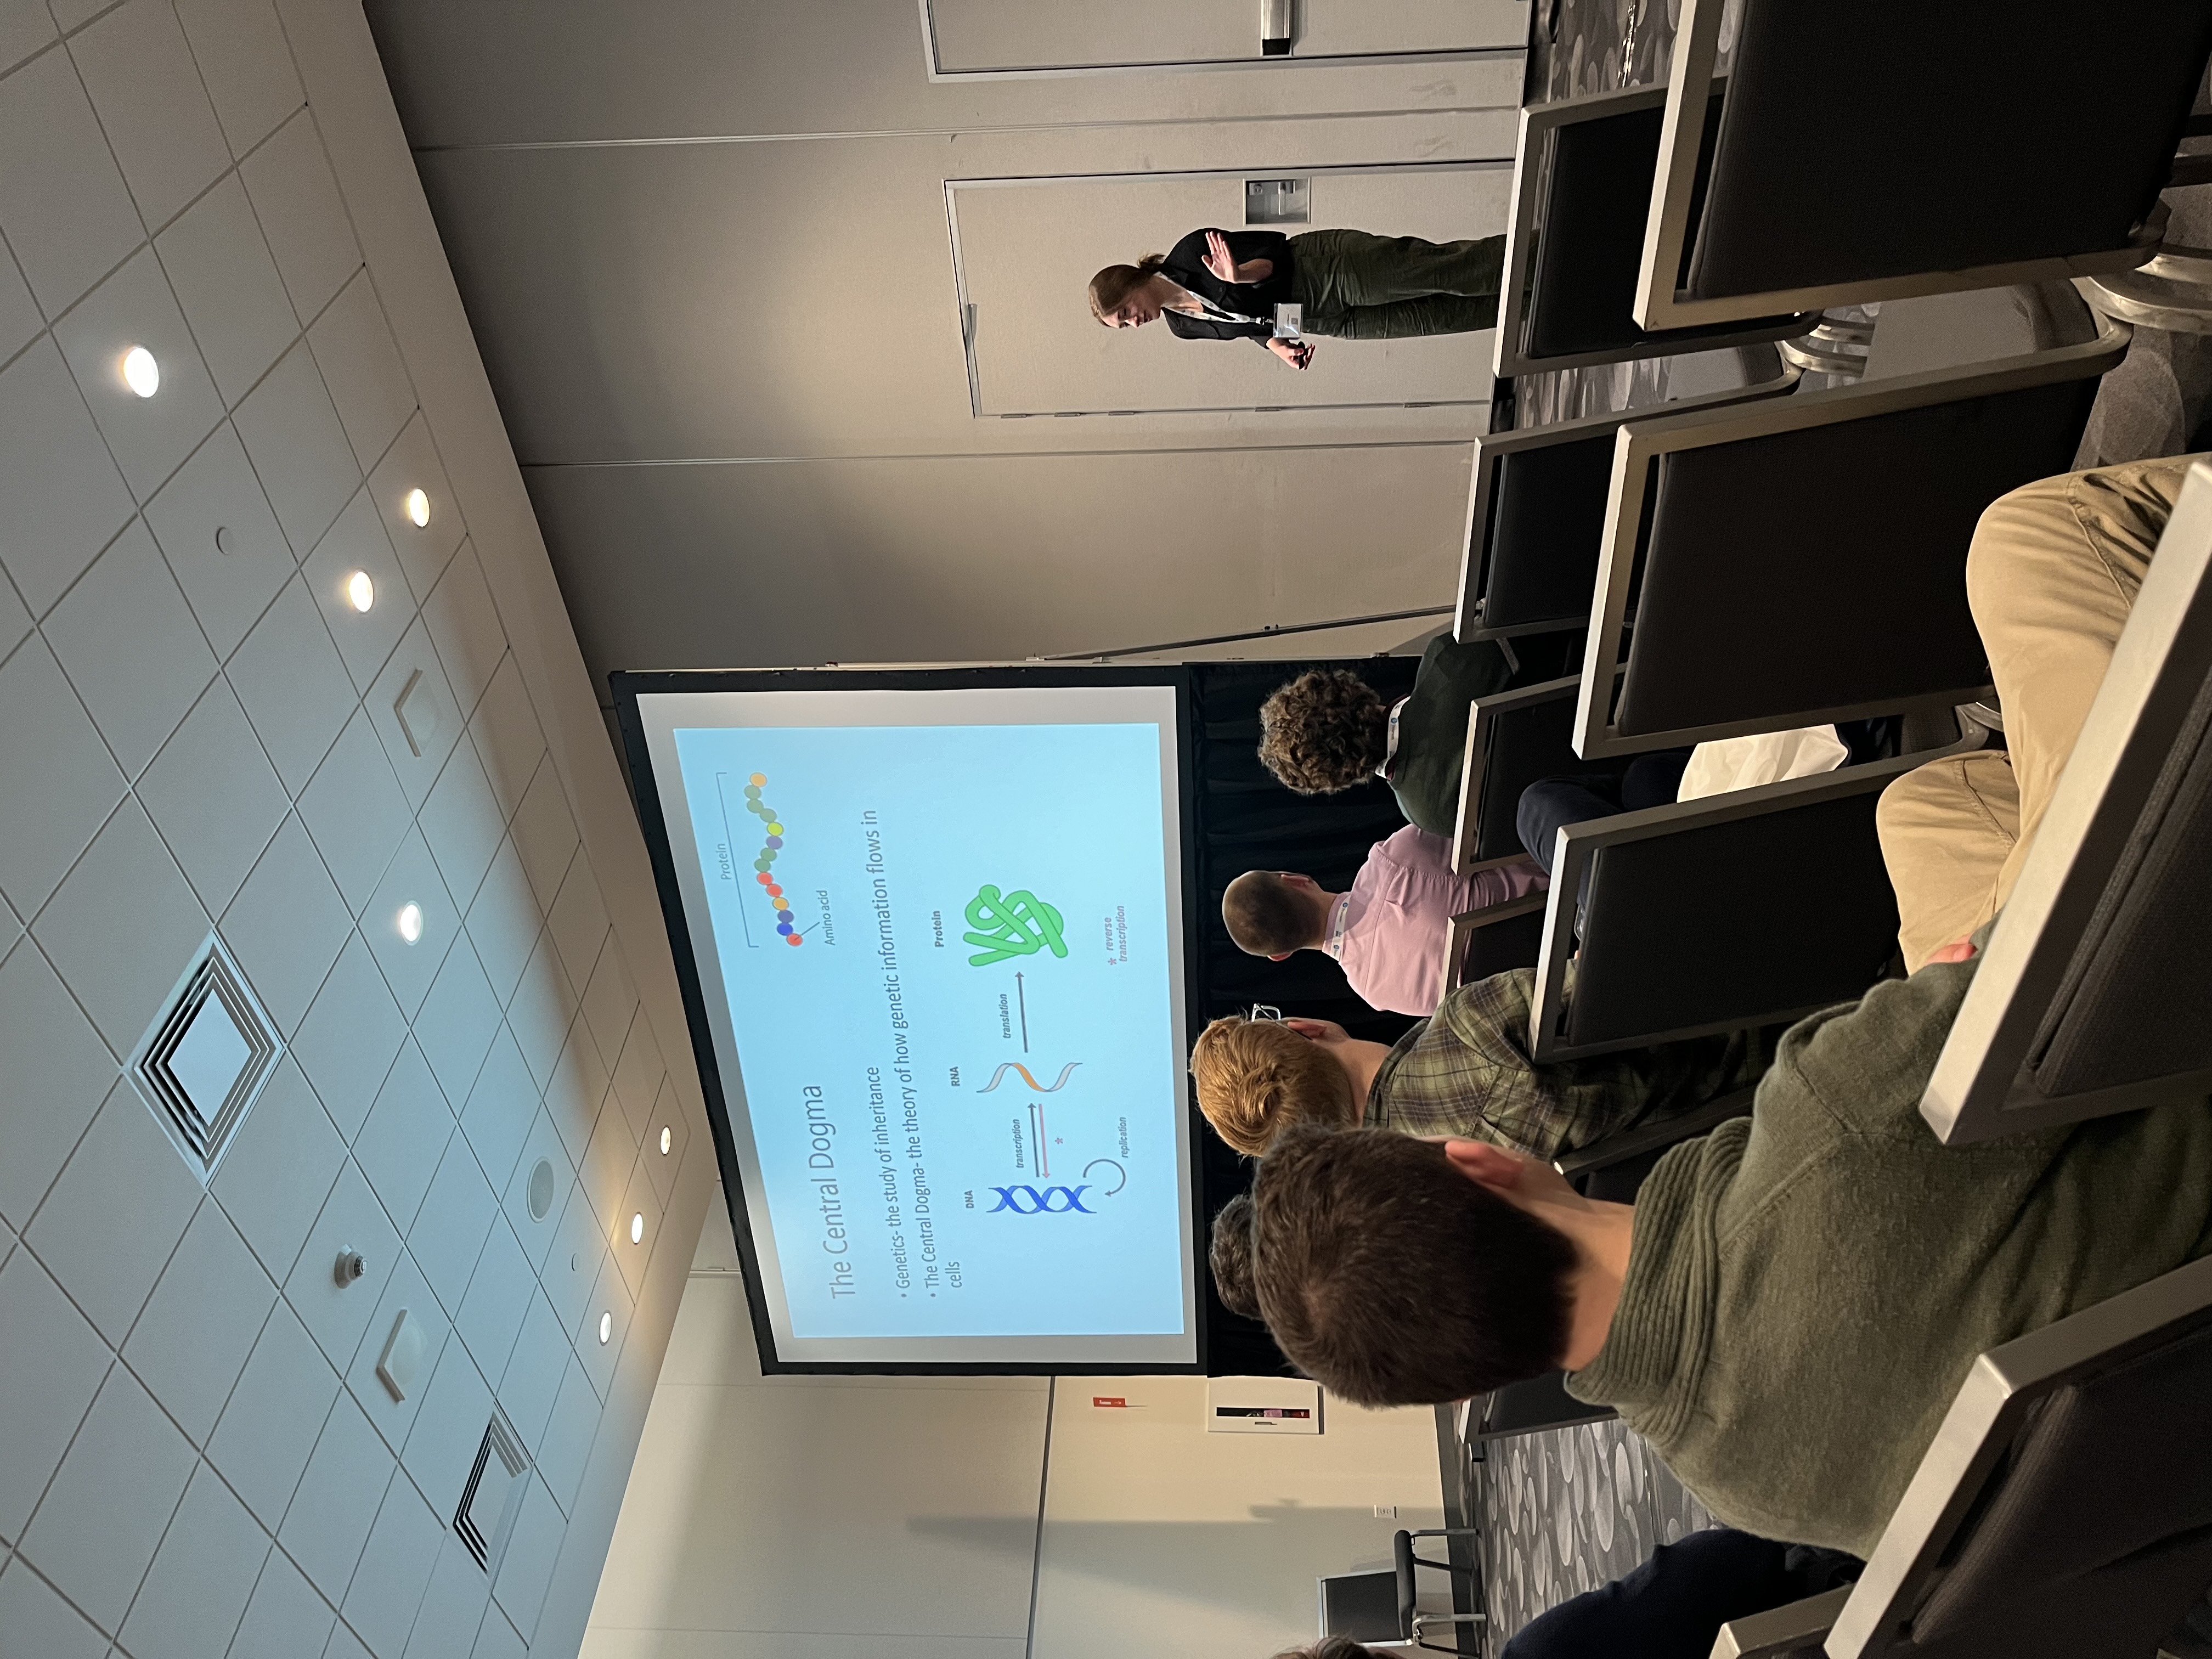 Protein
Amino acid
The Central Dogma
• Genetics- the study of inheritance
• The Central Dogma- the theory of how genetic information flows in
cells
DNA
RNA
Protein
transcription
translation
*
replication
* reverse
transcription